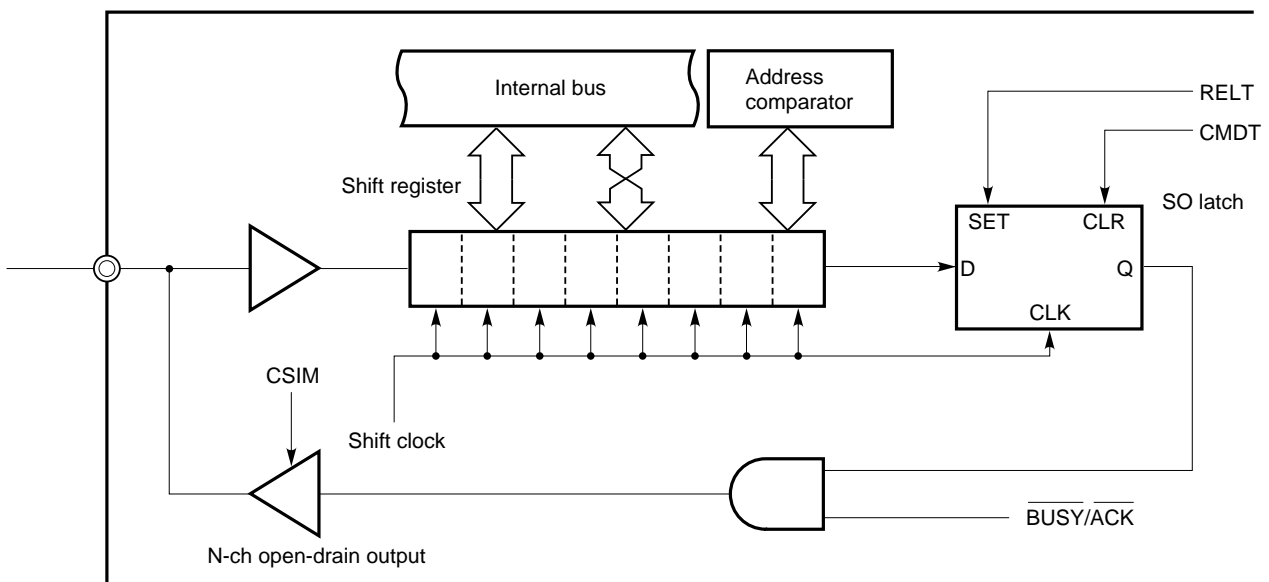 Internal bus
Address
comparator
RELT
CMDT
Shift register
SO latch
SET
CLR
D
Q
CLK
CSIM
Shift clock
BUSY/ACK
N-ch open-drain output